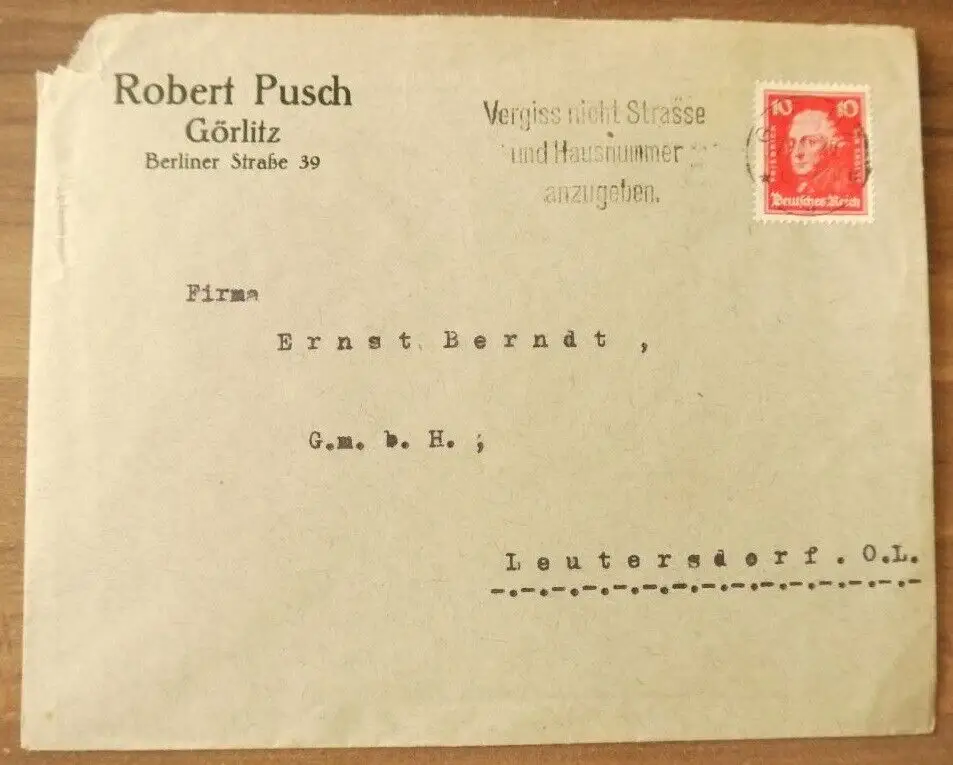 Robert Pusch
Görlitz
Berliner Straße 39
Vergiss nicht Strasse
und Hausnummer
anzugeben.
10 10
Deutsches Reich
Firma
Ernst Berndt,
G.m.b.H.;
Leutersdorf. O.L.